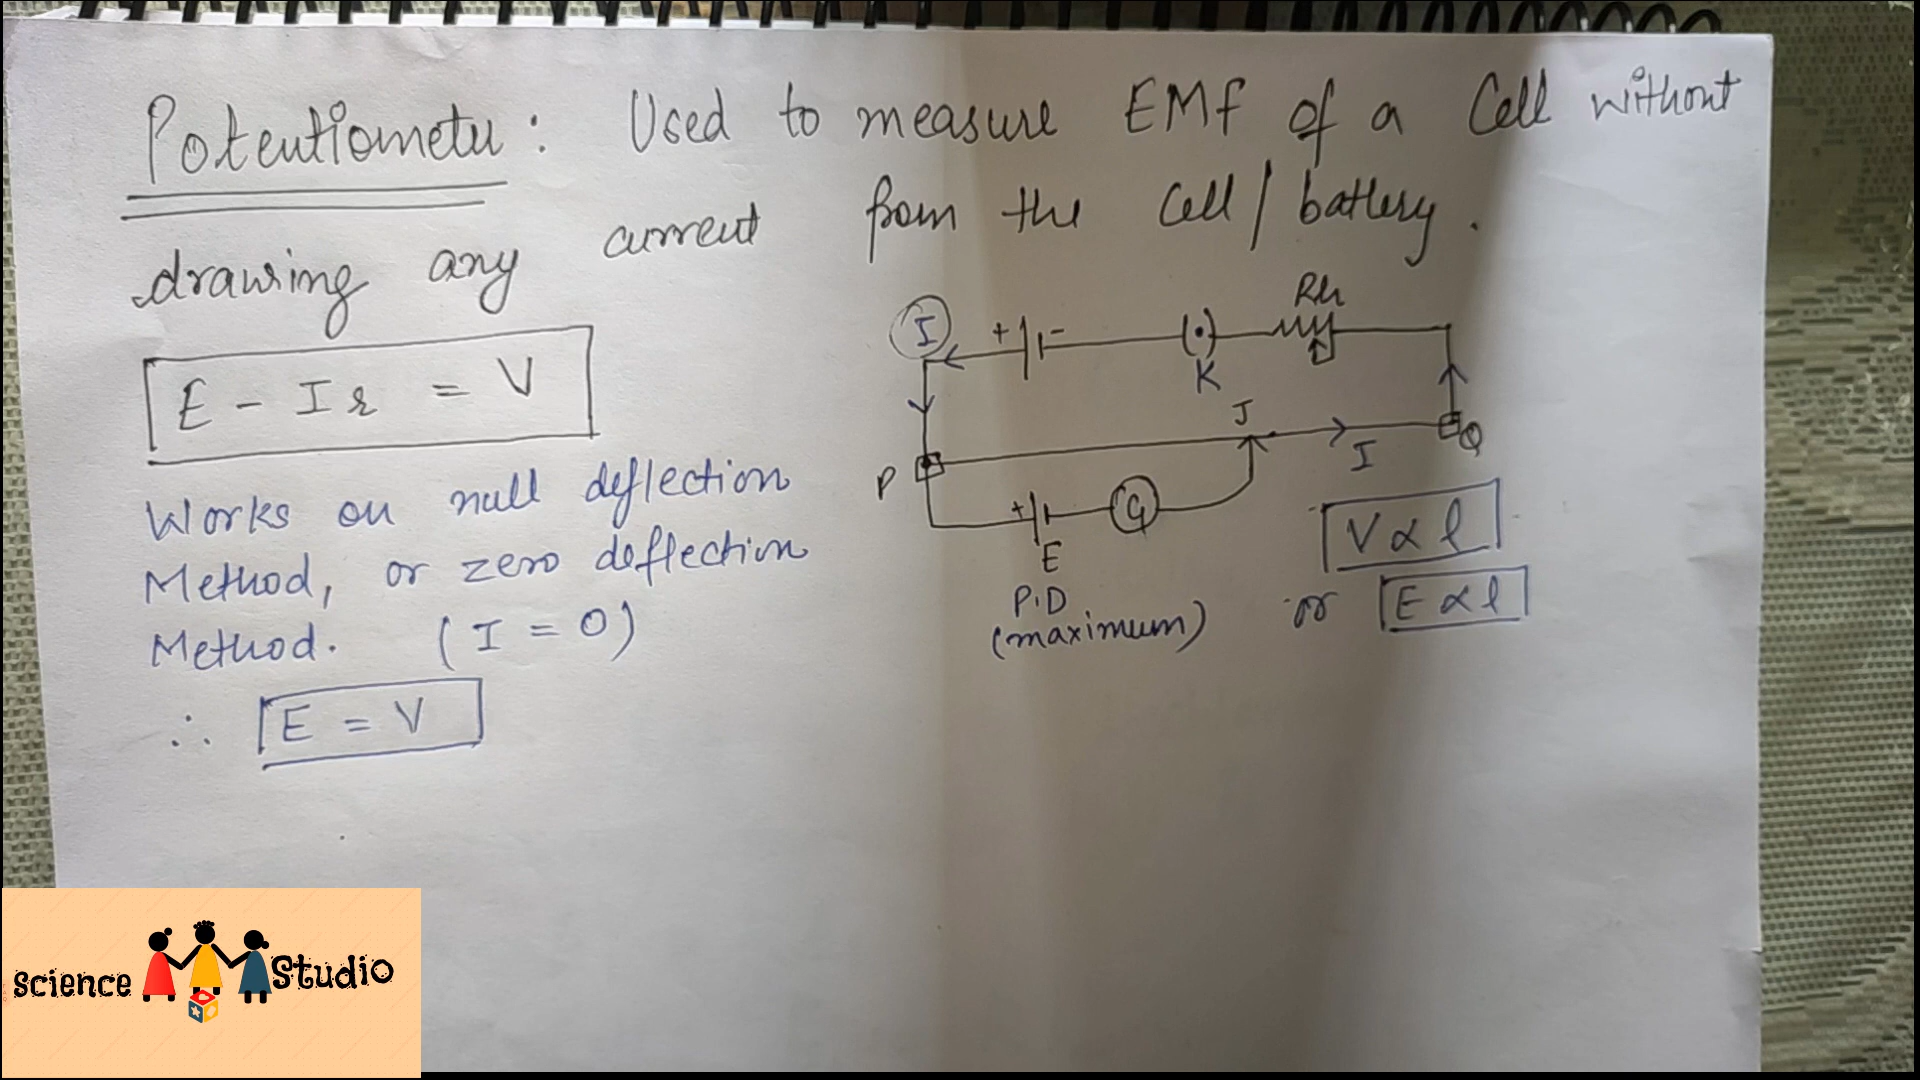 Potentiometer: Used to measure EMF of a Cell without
drawing any current from the Cell/battery.
E - Ir = V
Works on null deflection
Method, or zero deflection
Method. (I = 0)
∴ E = V
I
+ -
K
Rh
J
P
I
Q
+
E
G
P.D
(maximum)
V ∝ l
or E ∝ l
Science Studio